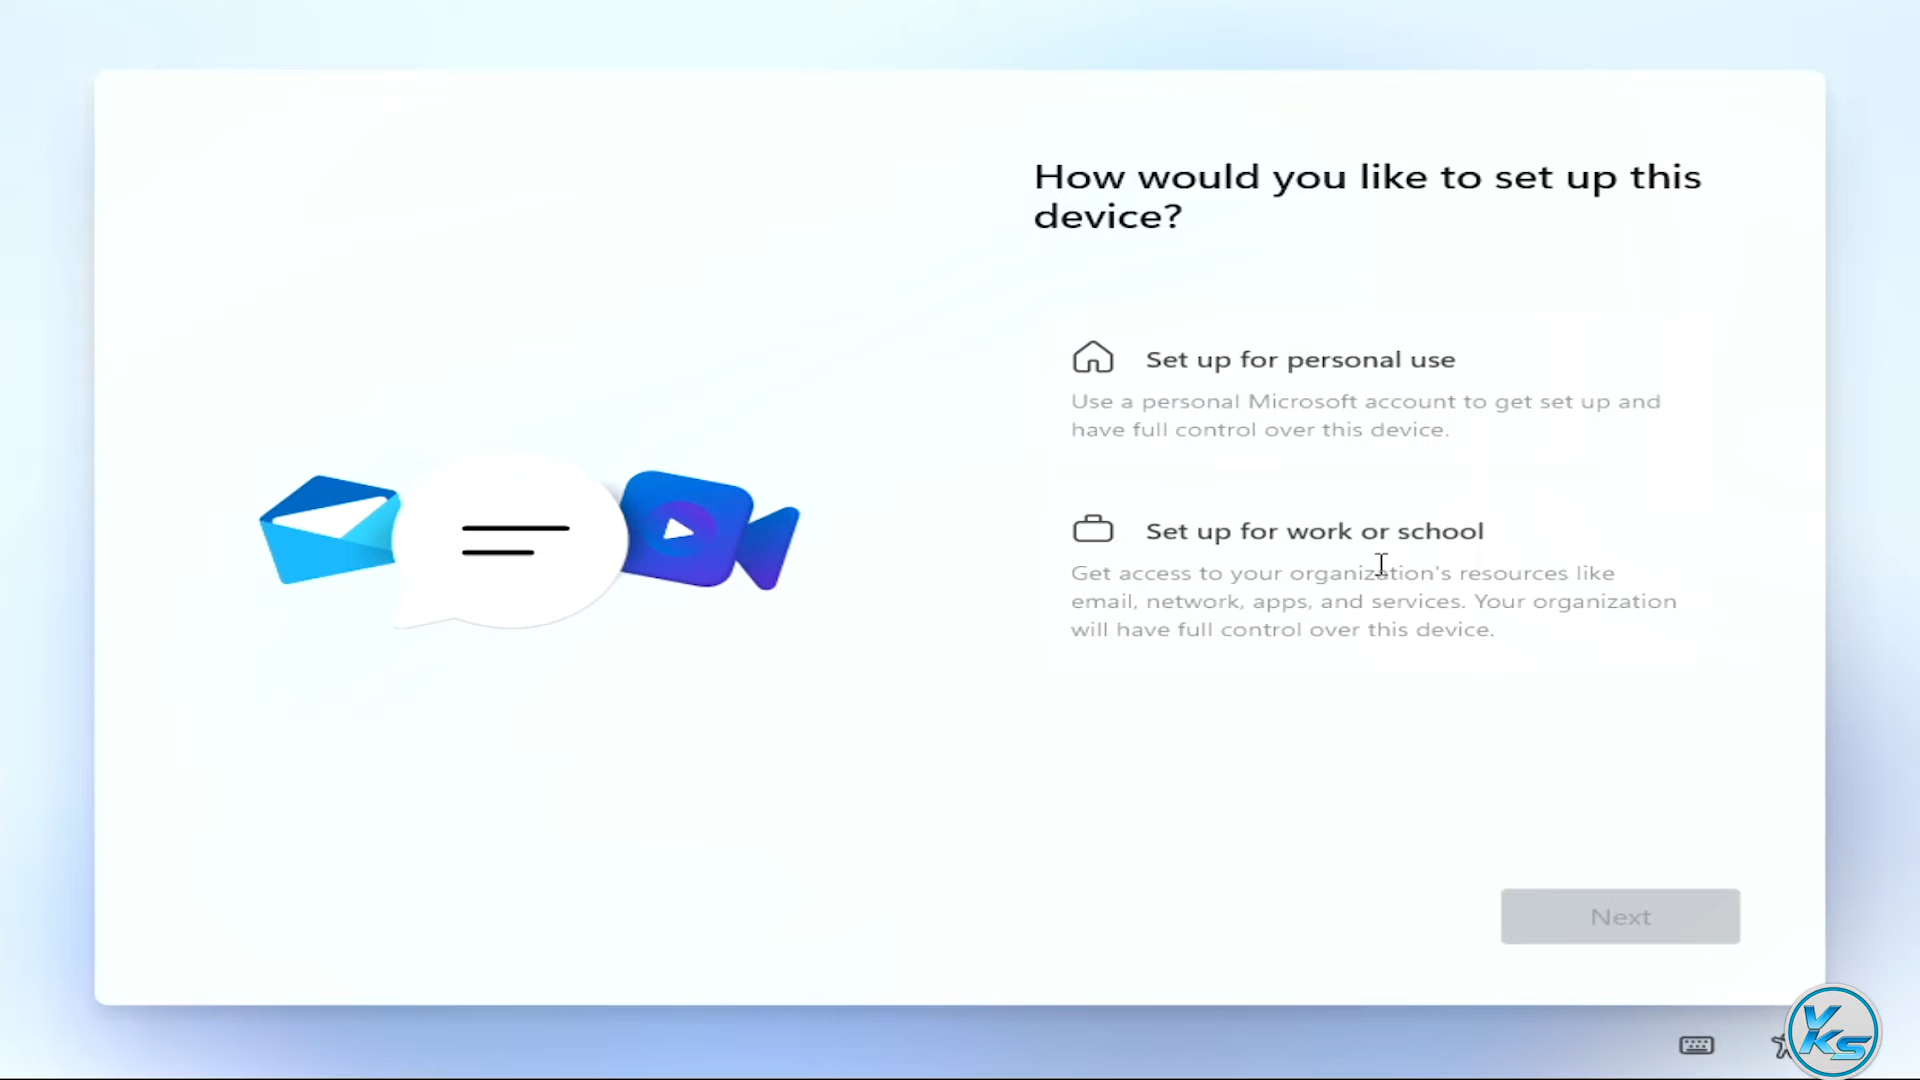 How would you like to set up this
device?
Set up for personal use
Use a personal Microsoft account to get set up and
have full control over this device.
Set up for work or school
Get access to your organization's resources like
email, network, apps, and services. Your organization
will have full control over this device.
Next
VKS